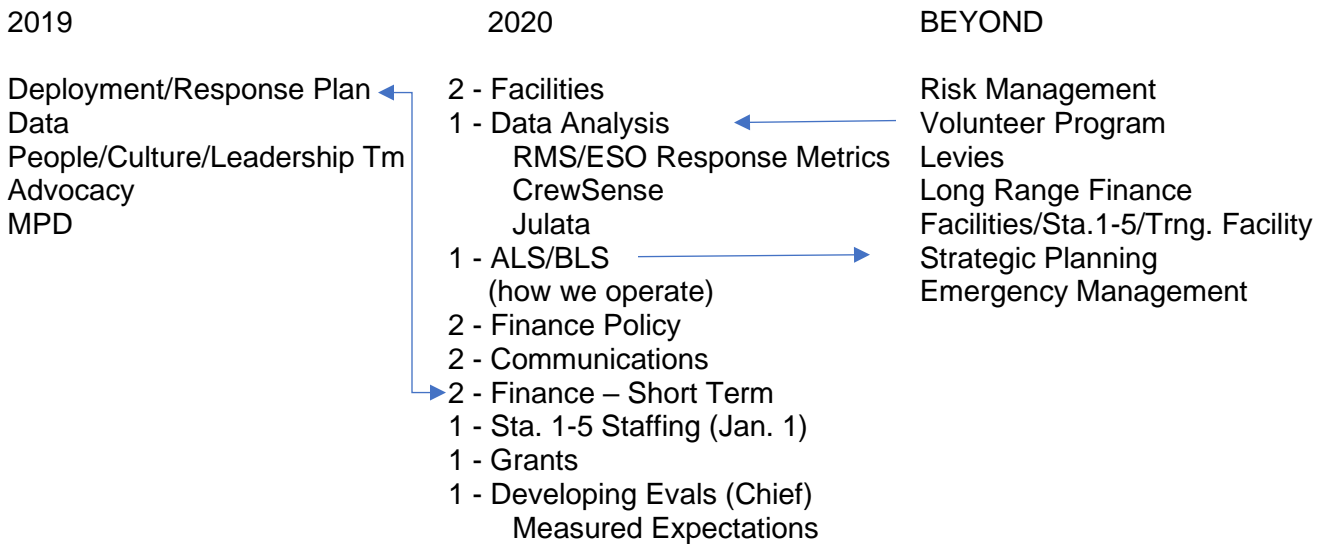 2019
Deployment/Response Plan
Data
People/Culture/Leadership Tm
Advocacy
MPD
2020
2 - Facilities
1 - Data Analysis
RMS/ESO Response Metrics
CrewSense
Julata
1 - ALS/BLS
(how we operate)
2 - Finance Policy
2 - Communications
2 - Finance – Short Term
1 - Sta. 1-5 Staffing (Jan. 1)
1 - Grants
1 - Developing Evals (Chief)
Measured Expectations
BEYOND
Risk Management
Volunteer Program
Levies
Long Range Finance
Facilities/Sta.1-5/Trng. Facility
Strategic Planning
Emergency Management